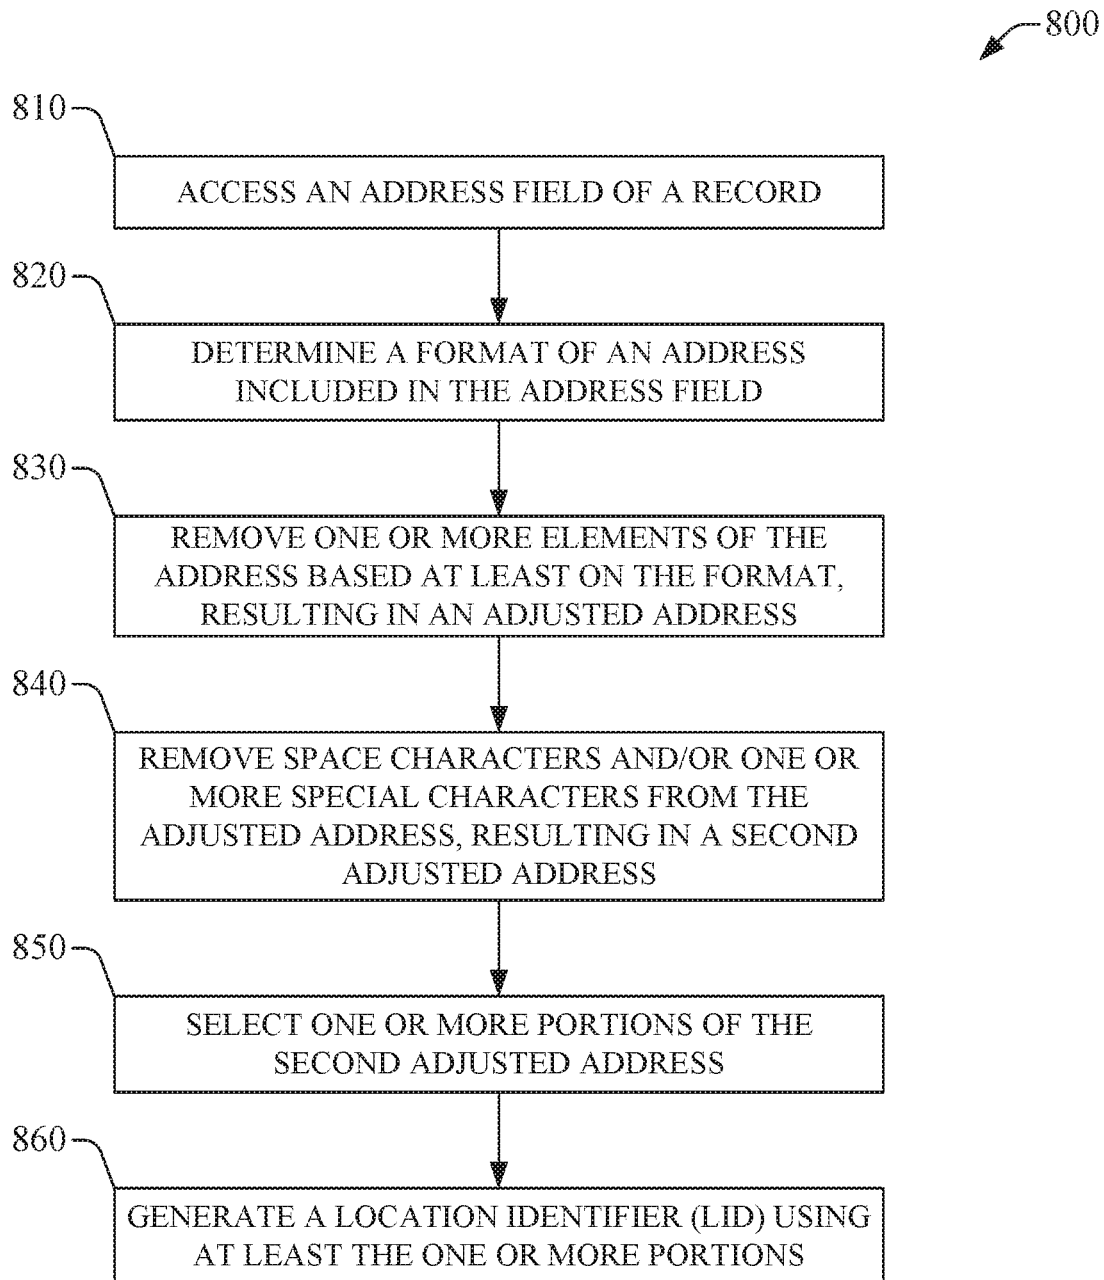 800
810
ACCESS AN ADDRESS FIELD OF A RECORD
820
DETERMINE A FORMAT OF AN ADDRESS
INCLUDED IN THE ADDRESS FIELD
830
REMOVE ONE OR MORE ELEMENTS OF THE
ADDRESS BASED AT LEAST ON THE FORMAT,
RESULTING IN AN ADJUSTED ADDRESS
840
REMOVE SPACE CHARACTERS AND/OR ONE OR
MORE SPECIAL CHARACTERS FROM THE
ADJUSTED ADDRESS, RESULTING IN A SECOND
ADJUSTED ADDRESS
850
SELECT ONE OR MORE PORTIONS OF THE
SECOND ADJUSTED ADDRESS
860
GENERATE A LOCATION IDENTIFIER (LID) USING
AT LEAST THE ONE OR MORE PORTIONS